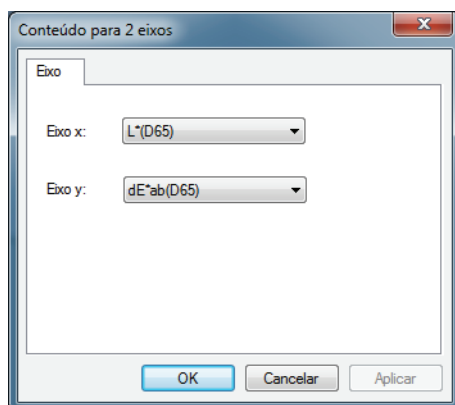 Conteúdo para 2 eixos
Eixo
Eixo x: L*(D65)
Eixo y: dE*ab(D65)
OK Cancelar Aplicar